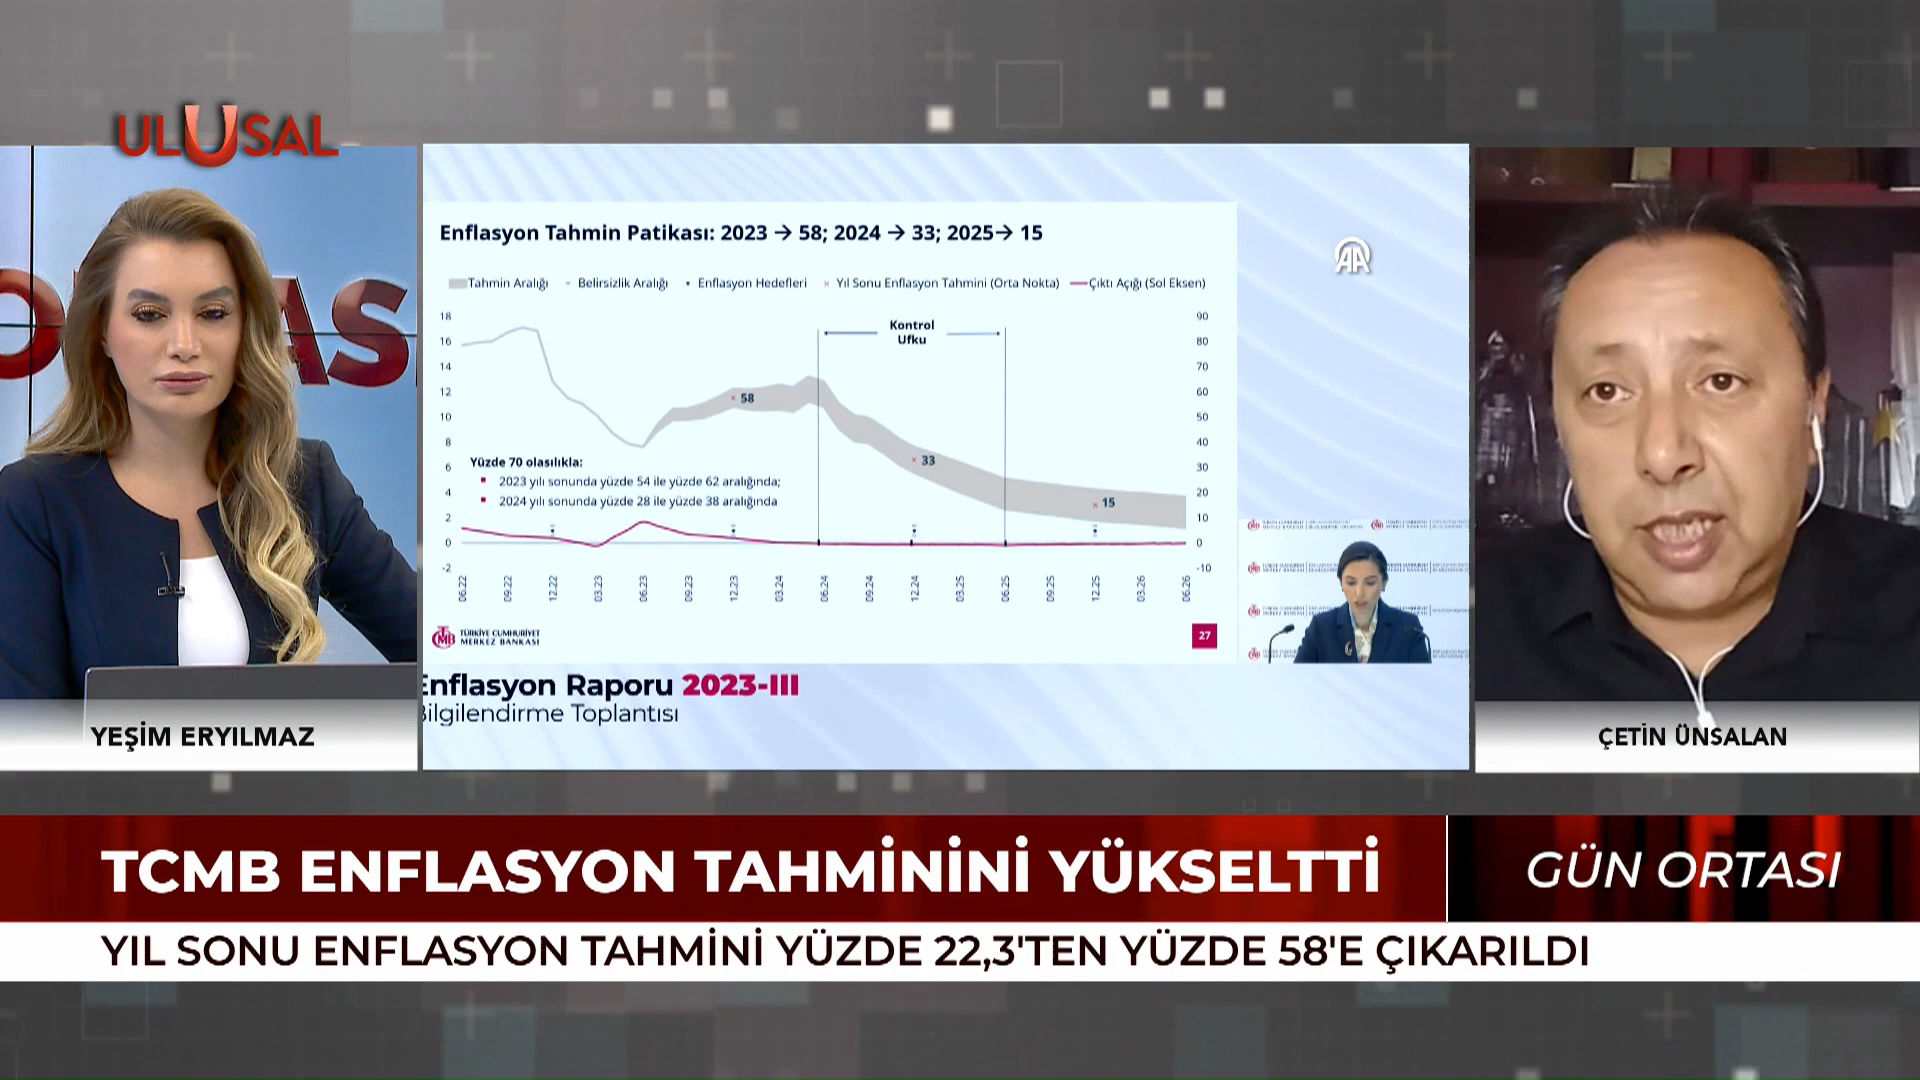 ULUSAL
ORTASI
Enflasyon Tahmin Patikası: 2023 → 58; 2024 → 33; 2025→ 15
Tahmin Aralığı
Belirsizlik Aralığı
Enflasyon Hedefleri
Yıl Sonu Enflasyon Tahmini (Orta Nokta)
Çıktı Açığı (Sol Eksen)
18
16
14
12
10
8
6
4
2
0
-2
90
80
70
60
50
40
30
20
10
0
-10
Kontrol
Ufku
58
33
15
Yüzde 70 olasılıkla:
2023 yılı sonunda yüzde 54 ile yüzde 62 aralığında;
2024 yılı sonunda yüzde 28 ile yüzde 38 aralığında
06.22
09.22
12.22
03.23
06.23
09.23
12.23
03.24
06.24
09.24
12.24
03.25
06.25
09.25
12.25
03.26
06.26
TCMB
TÜRKİYE CUMHURİYET
MERKEZ BANKASI
27
AA
Enflasyon Raporu 2023-III
Bilgilendirme Toplantısı
YEŞİM ERYILMAZ
ÇETİN ÜNSALAN
TCMB ENFLASYON TAHMİNİNİ YÜKSELTTİ
GÜN ORTASI
YIL SONU ENFLASYON TAHMİNİ YÜZDE 22,3'TEN YÜZDE 58'E ÇIKARILDI